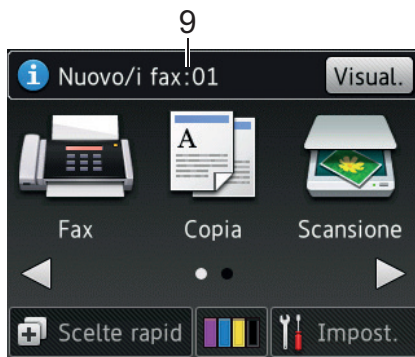 9
Nuovo/i fax:01
Visual.
A
Fax
Copia
Scansione
Scelte rapid
Impost.